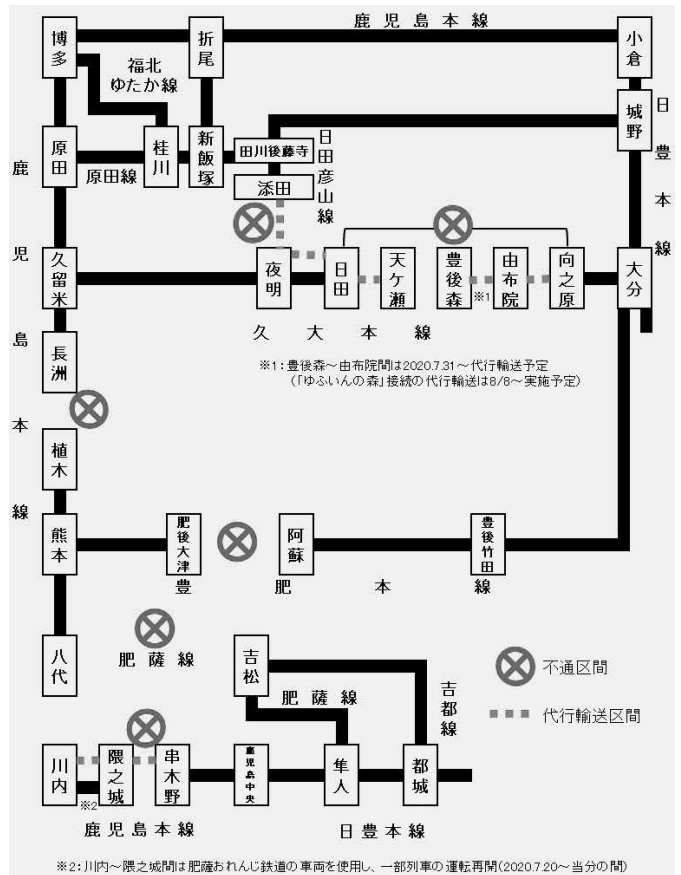 鹿児島本線
博多
折尾
小倉
福北
ゆたか線
城野
日豊本線
原田
桂川
新飯塚
田川後藤寺
日田彦山線
原田線
添田
鹿児島本線
久留米
夜明
日田
天ケ瀬
豊後森
※1
由布院
向之原
大分
久大本線
長洲
※1：豊後森～由布院間は2020.7.31～代行輸送予定
（「ゆふいんの森」接続の代行輸送は8/8～実施予定）
植木
熊本
肥後大津
阿蘇
豊後竹田
豊肥本線
八代
肥薩線
吉松
肥薩線
吉都線
不通区間
代行輸送区間
川内
※2
隈之城
串木野
鹿児島中央
隼人
都城
鹿児島本線
日豊本線
※2：川内～隈之城間は肥薩おれんじ鉄道の車両を使用し、一部列車の運転再開(2020.7.20～当分の間)